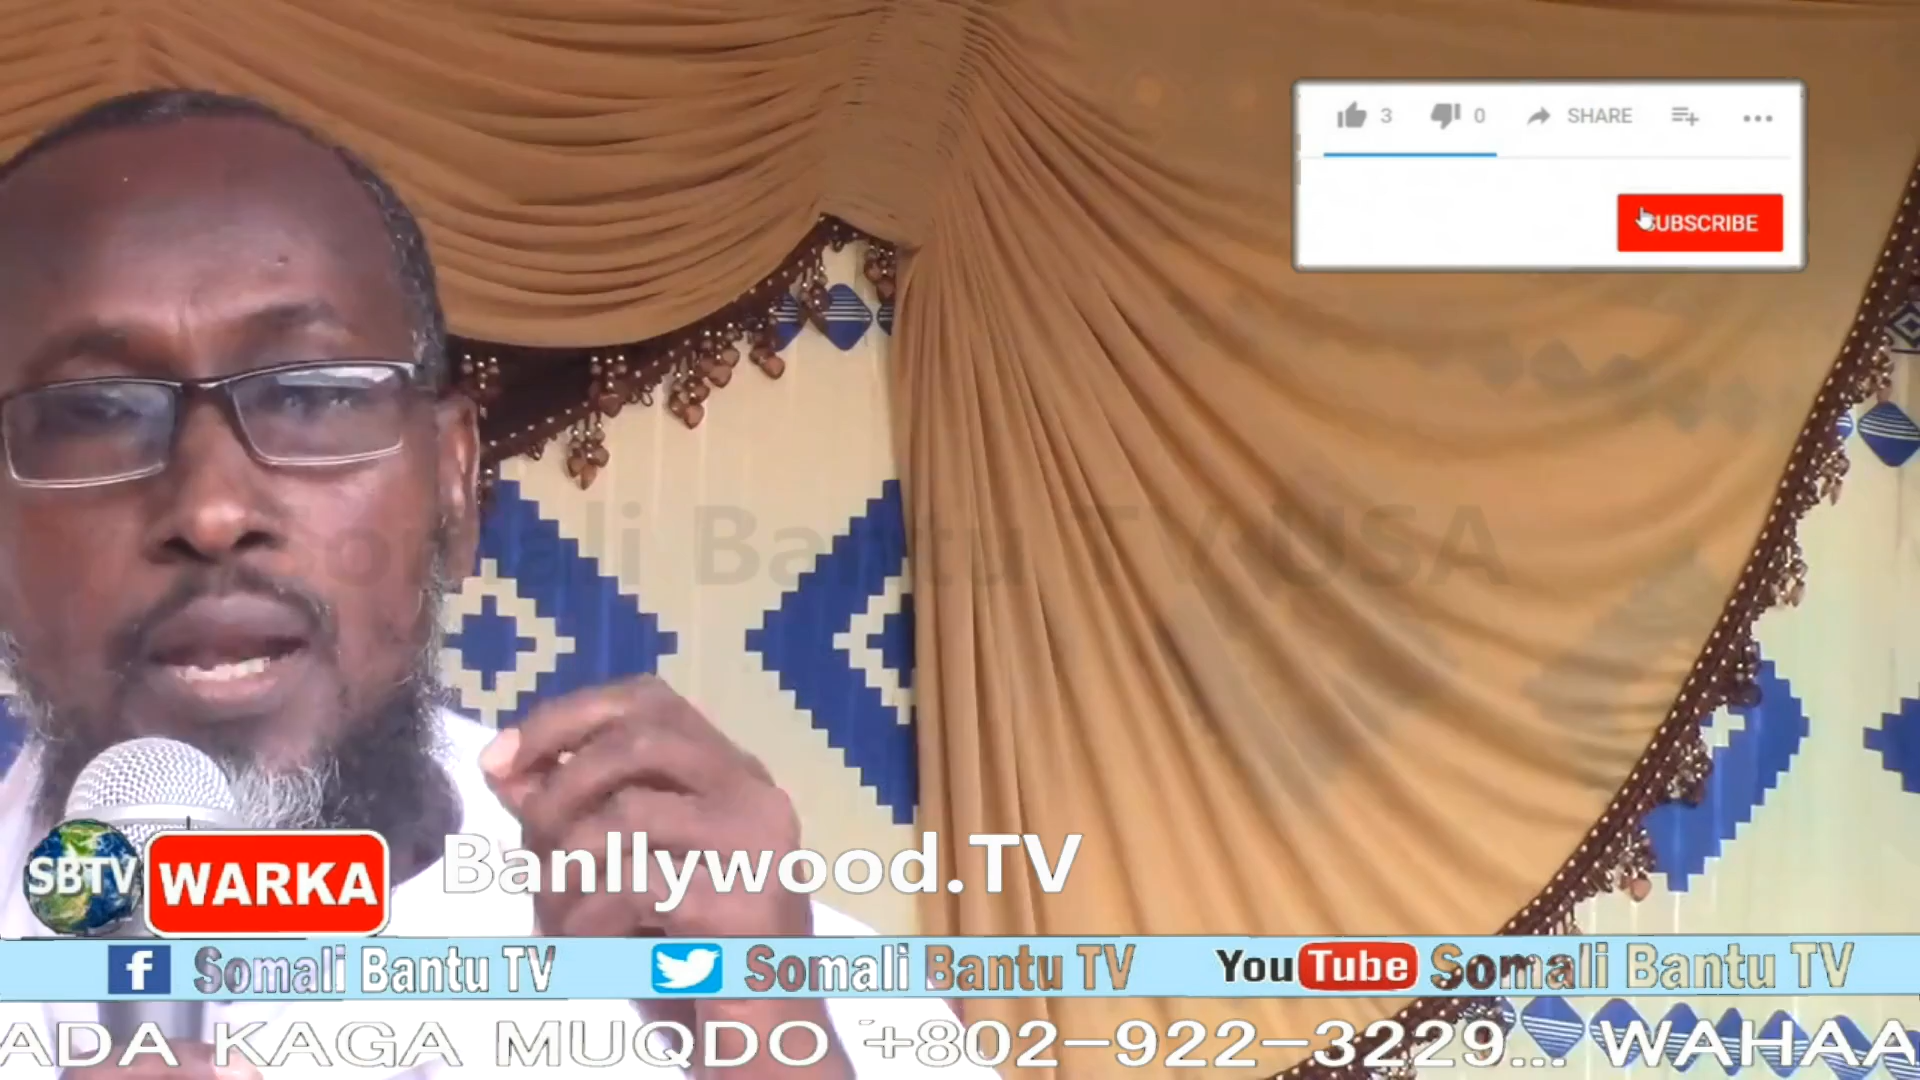 3 0 SHARE
SUBSCRIBE
Somali Bantu TV USA
SBTV WARKA Banllywood.TV
f Somali Bantu TV Somali Bantu TV YouTube Somali Bantu TV
ADA KAGA MUQDO +802-922-3229... WAHAA